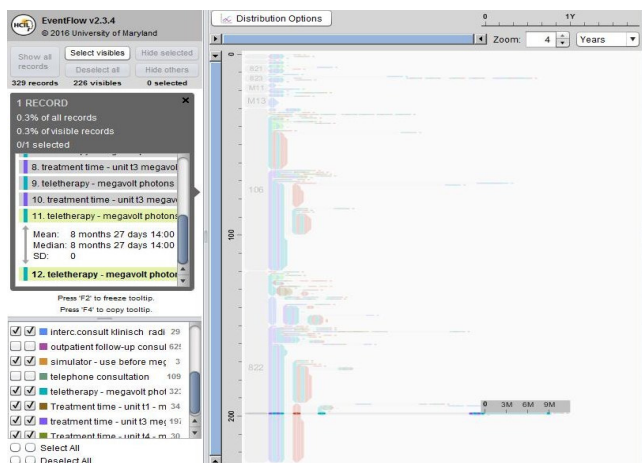 HCIL
EventFlow v2.3.4
© 2016 University of Maryland
Show all records
Select visibles
Hide selected
Deselect all
Hide others
329 records 226 visibles 0 selected
1 RECORD
0.3% of all records
0.3% of visible records
0/1 selected
8. treatment time - unit t3 megavol
9. teletherapy - megavolt photons
10. treatment time - unit t3 megav
11. teletherapy - megavolt photons
Mean: 8 months 27 days 14:00
Median: 8 months 27 days 14:00
SD: 0
12. teletherapy - megavolt photo
Press 'F2' to freeze tooltip.
Press 'F4' to copy tooltip.
interc.consult klinisch radi 29
outpatient follow-up consul 62
simulator - use before meg 3
telephone consultation 109
teletherapy - megavolt phot 32
Treatment time - unit t1 - m 34
treatment time - unit t3 meg 19
Treatment time - unit t4 - m 30
Select All
Deselect All
Distribution Options
0 1Y
Zoom: 4 Years
0
821
823
M11
M13
106
100
822
200
0 3M 6M 9M